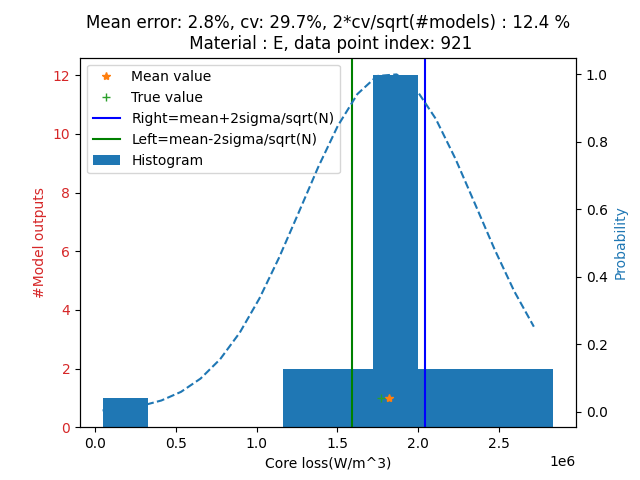 Mean error: 2.8%, cv: 29.7%, 2*cv/sqrt(#models) : 12.4 %
Material : E, data point index: 921
Mean value
True value
Right=mean+2sigma/sqrt(N)
Left=mean-2sigma/sqrt(N)
Histogram
#Model outputs
12
10
8
6
4
2
0
Probability
1.0
0.8
0.6
0.4
0.2
0.0
0.0 0.5 1.0 1.5 2.0 2.5
1e6
Core loss(W/m^3)